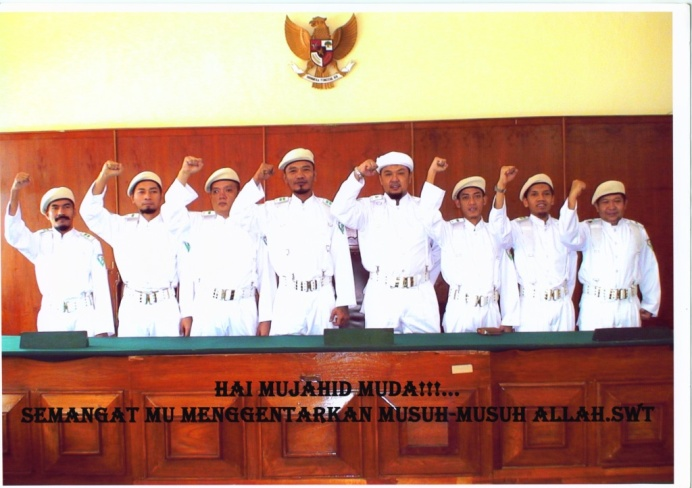 HAI MUJAHID MUDA!!!...
SEMANGAT MU MENGGENTARKAN MUSUH-MUSUH ALLAH.SWT